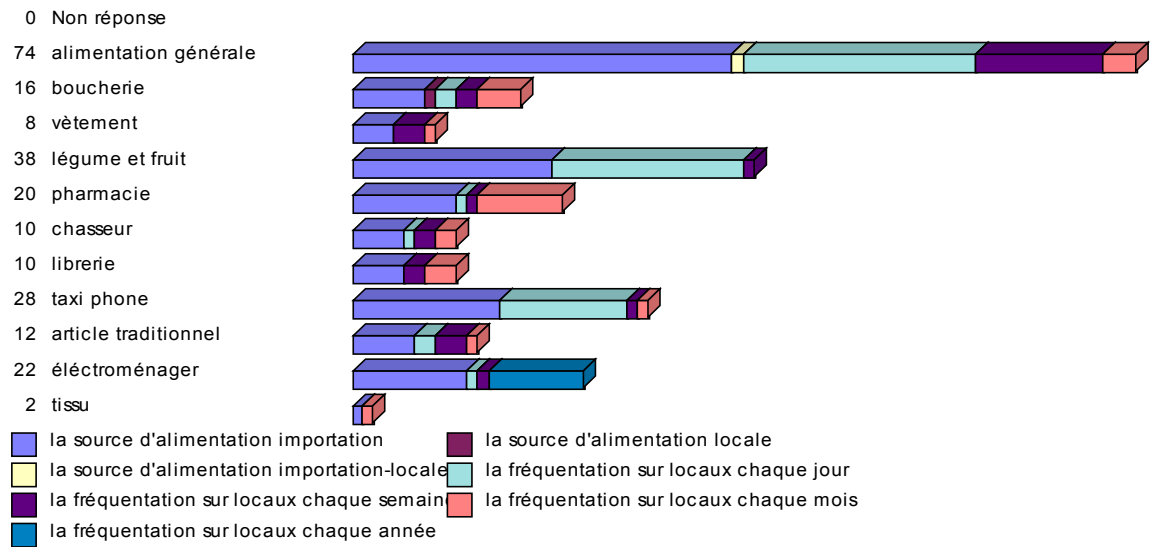 0 Non réponse
74 alimentation générale
16 boucherie
8 vètement
38 légume et fruit
20 pharmacie
10 chasseur
10 librerie
28 taxi phone
12 article traditionnel
22 éléctroménager
2 tissu
la source d'alimentation importation
la source d'alimentation locale
la source d'alimentation importation-locale
la fréquentation sur locaux chaque jour
la fréquentation sur locaux chaque semain
la fréquentation sur locaux chaque mois
la fréquentation sur locaux chaque année